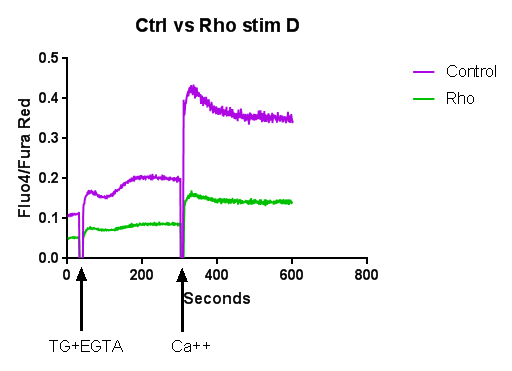 Ctrl vs Rho stim D
Fluo4/Fura Red
0.5
0.4
0.3
0.2
0.1
0.0
0
200
400
600
800
Seconds
Control
Rho
TG+EGTA
Ca++